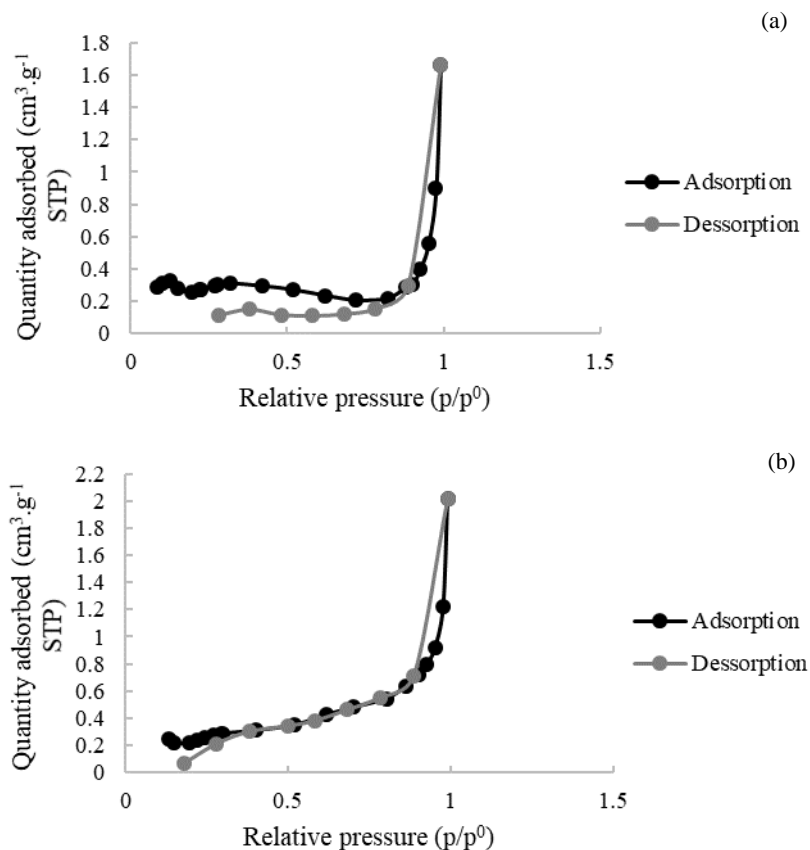 (a)
Quantity adsorbed (cm³.g⁻¹
STP)
1.8
1.6
1.4
1.2
1
0.8
0.6
0.4
0.2
0
0
0.5
1
1.5
Relative pressure (p/p⁰)
Adsorption
Dessorption
(b)
Quantity adsorbed (cm³.g⁻¹
STP)
2.2
2
1.8
1.6
1.4
1.2
1
0.8
0.6
0.4
0.2
0
0
0.5
1
1.5
Relative pressure (p/p⁰)
Adsorption
Dessorption